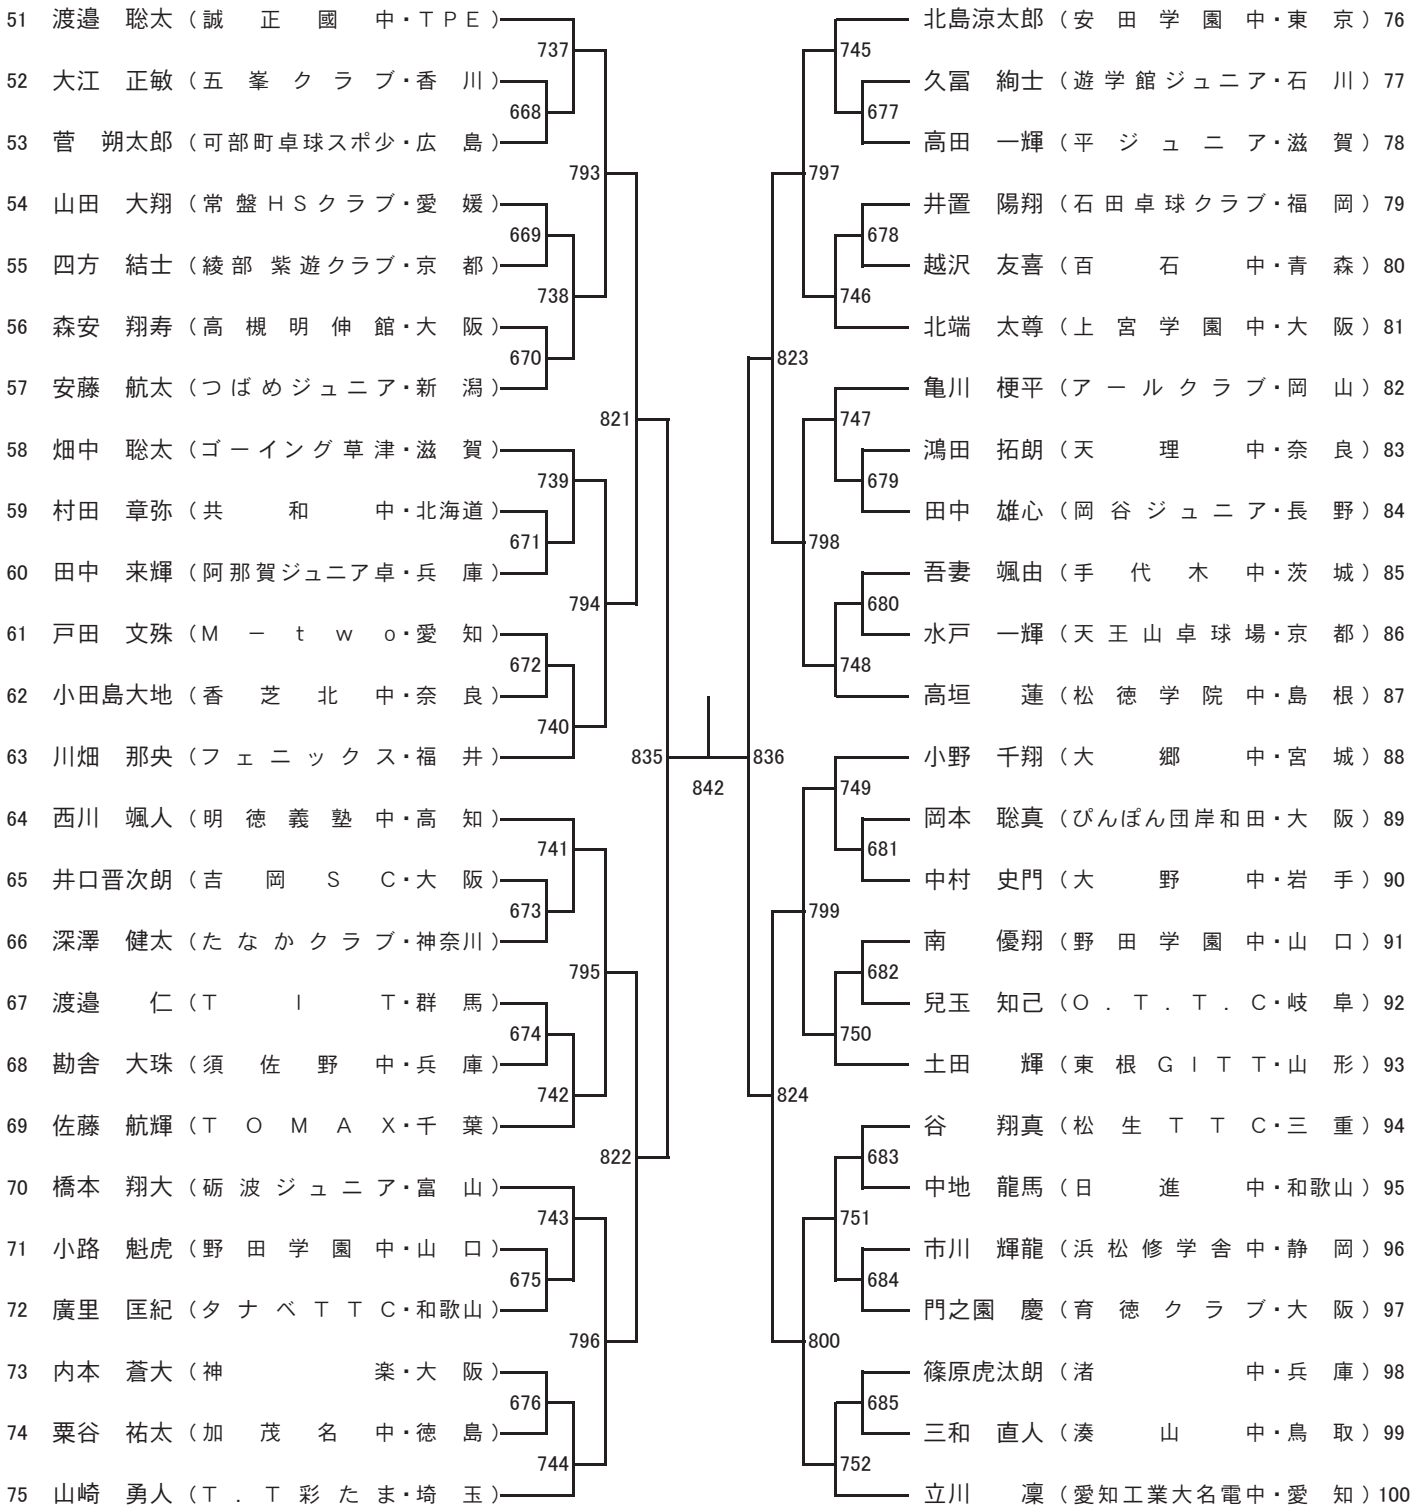 51 渡邉 聡太 （誠正國中・ＴＰＥ）
52 大江 正敏 （五峯クラブ・香川）
53 菅 朔太郎 （可部町卓球スポ少・広島）
54 山田 大翔 （常盤ＨＳクラブ・愛媛）
55 四方 結士 （綾部紫遊クラブ・京都）
56 森安 翔寿 （高槻明伸館・大阪）
57 安藤 航太 （つばめジュニア・新潟）
58 畑中 聡太 （ゴーイング草津・滋賀）
59 村田 章弥 （共和中・北海道）
60 田中 来輝 （阿那賀ジュニア卓・兵庫）
61 戸田 文殊 （Ｍ－ｔｗｏ・愛知）
62 小田島大地 （香芝北中・奈良）
63 川畑 那央 （フェニックス・福井）
64 西川 颯人 （明徳義塾中・高知）
65 井口晋次朗 （吉岡ＳＣ・大阪）
66 深澤 健太 （たなかクラブ・神奈川）
67 渡邉 仁 （ＴＩＴ・群馬）
68 勘舎 大珠 （須佐野中・兵庫）
69 佐藤 航輝 （ＴＯＭＡＸ・千葉）
70 橋本 翔大 （砺波ジュニア・富山）
71 小路 魁虎 （野田学園中・山口）
72 廣里 匡紀 （タナベＴＴＣ・和歌山）
73 内本 蒼大 （神楽・大阪）
74 粟谷 祐太 （加茂名中・徳島）
75 山崎 勇人 （Ｔ．Ｔ彩たま・埼玉）
737
668
793
669
738
670
821
739
671
794
672
740
835
741
673
795
674
742
822
743
675
796
676
744
842
836
745
677
797
678
746
823
747
679
798
680
748
749
681
799
682
750
824
683
751
684
800
685
752
北島涼太郎 （安田学園中・東京） 76
久冨 絢士 （遊学館ジュニア・石川） 77
高田 一輝 （平ジュニア・滋賀） 78
井置 陽翔 （石田卓球クラブ・福岡） 79
越沢 友喜 （百石中・青森） 80
北端 太尊 （上宮学園中・大阪） 81
亀川 梗平 （アールクラブ・岡山） 82
鴻田 拓朗 （天理中・奈良） 83
田中 雄心 （岡谷ジュニア・長野） 84
吾妻 颯由 （手代木中・茨城） 85
水戸 一輝 （天王山卓球場・京都） 86
高垣 蓮 （松徳学院中・島根） 87
小野 千翔 （大郷中・宮城） 88
岡本 聡真 （ぴんぽん団岸和田・大阪） 89
中村 史門 （大野中・岩手） 90
南 優翔 （野田学園中・山口） 91
兒玉 知己 （Ｏ．Ｔ．Ｔ．Ｃ・岐阜） 92
土田 輝 （東根ＧＩＴＴ・山形） 93
谷 翔真 （松生ＴＴＣ・三重） 94
中地 龍馬 （日進中・和歌山） 95
市川 輝龍 （浜松修学舎中・静岡） 96
門之園 慶 （育徳クラブ・大阪） 97
篠原虎汰朗 （渚中・兵庫） 98
三和 直人 （湊山中・鳥取） 99
立川 凜 （愛知工業大名電中・愛知） 100